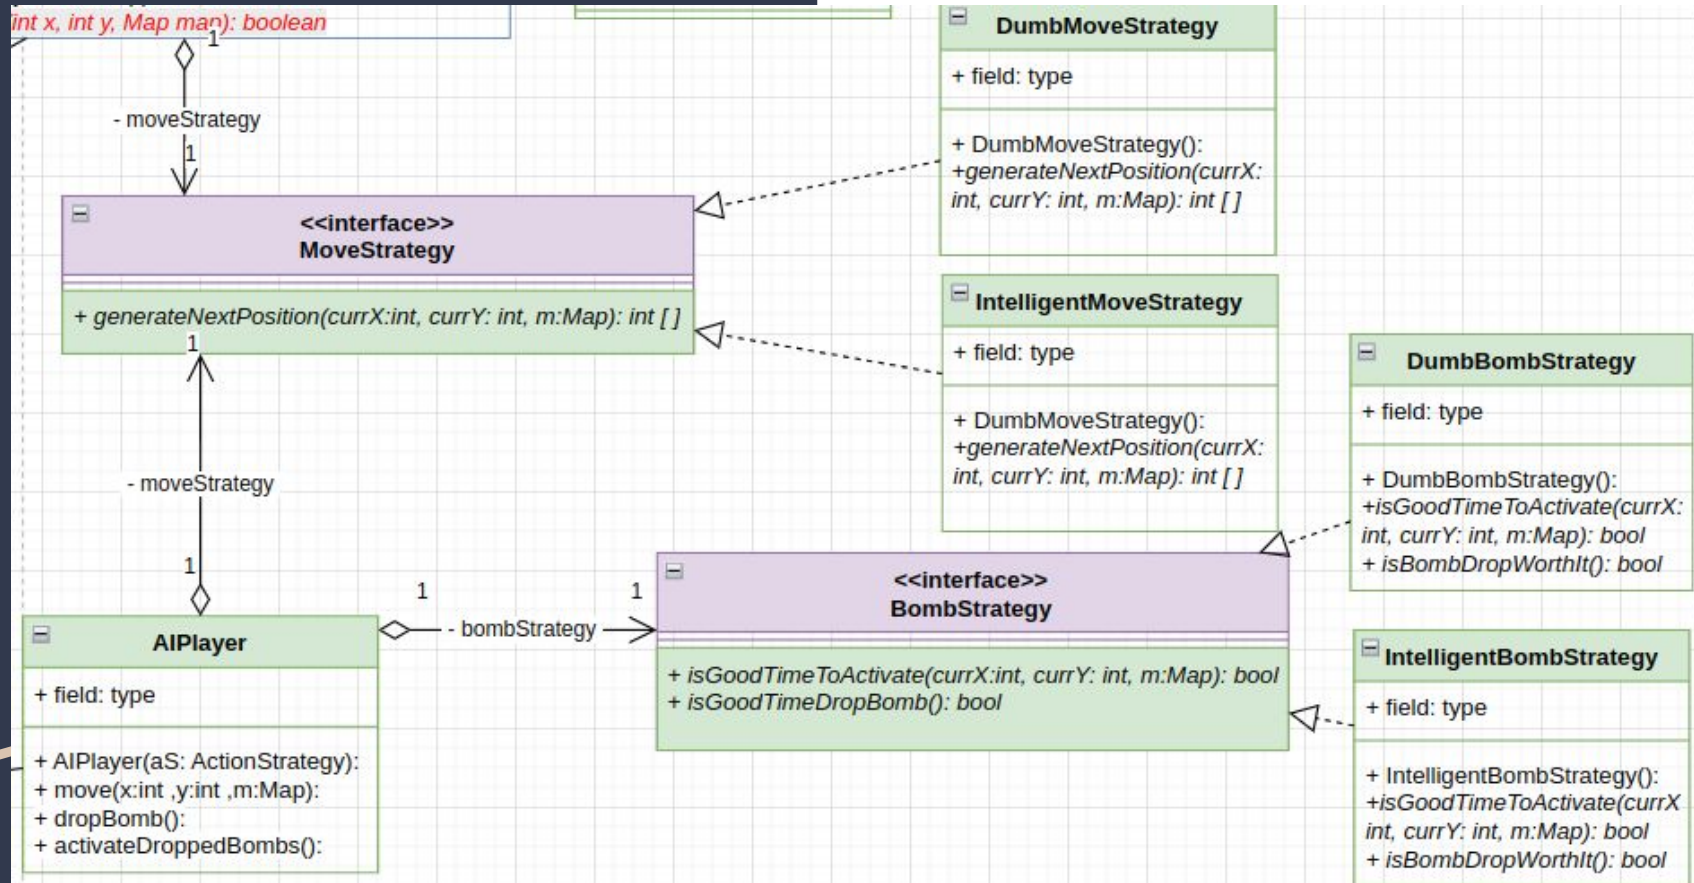 int x, int y, Map map): boolean
1
- moveStrategy
1
<<interface>>
MoveStrategy
+ generateNextPosition(currX:int, currY: int, m:Map): int [ ]
1
- moveStrategy
1
AIPlayer
+ field: type
+ AIPlayer(aS: ActionStrategy):
+ move(x:int ,y:int ,m:Map):
+ dropBomb():
+ activateDroppedBombs():
1
- bombStrategy
1
<<interface>>
BombStrategy
+ isGoodTimeToActivate(currX:int, currY: int, m:Map): bool
+ isGoodTimeDropBomb(): bool
DumbMoveStrategy
+ field: type
+ DumbMoveStrategy():
+generateNextPosition(currX:
int, currY: int, m:Map): int [ ]
IntelligentMoveStrategy
+ field: type
+ DumbMoveStrategy():
+generateNextPosition(currX:
int, currY: int, m:Map): int [ ]
DumbBombStrategy
+ field: type
+ DumbBombStrategy():
+isGoodTimeToActivate(currX:
int, currY: int, m:Map): bool
+ isBombDropWorthIt(): bool
IntelligentBombStrategy
+ field: type
+ IntelligentBombStrategy():
+isGoodTimeToActivate(currX
int, currY: int, m:Map): bool
+ isBombDropWorthIt(): bool